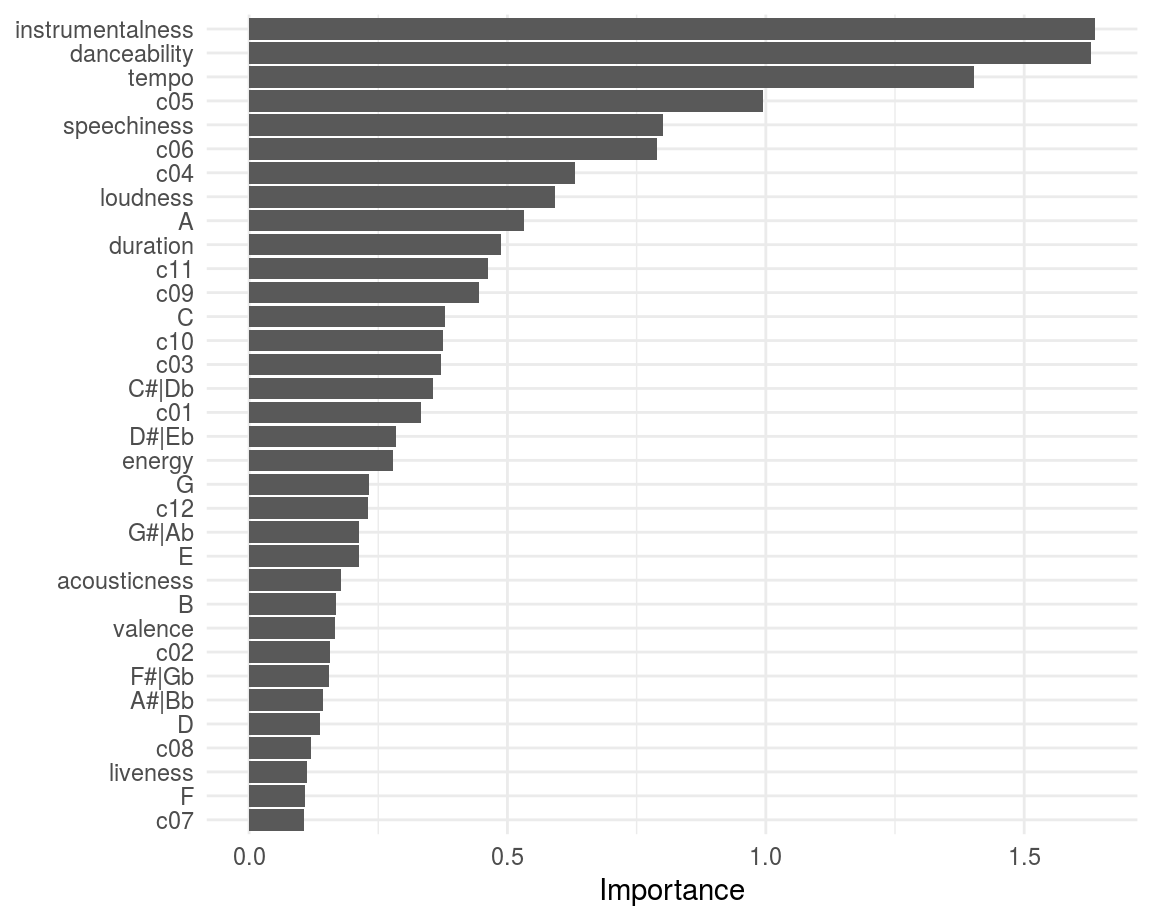 instrumentalness
danceability
tempo
c05
speechiness
c06
c04
loudness
A
duration
c11
c09
C
c10
c03
C#|Db
c01
D#|Eb
energy
G
c12
G#|Ab
E
acousticness
B
valence
c02
F#|Gb
A#|Bb
D
c08
liveness
F
c07
0.0 0.5 1.0 1.5
Importance